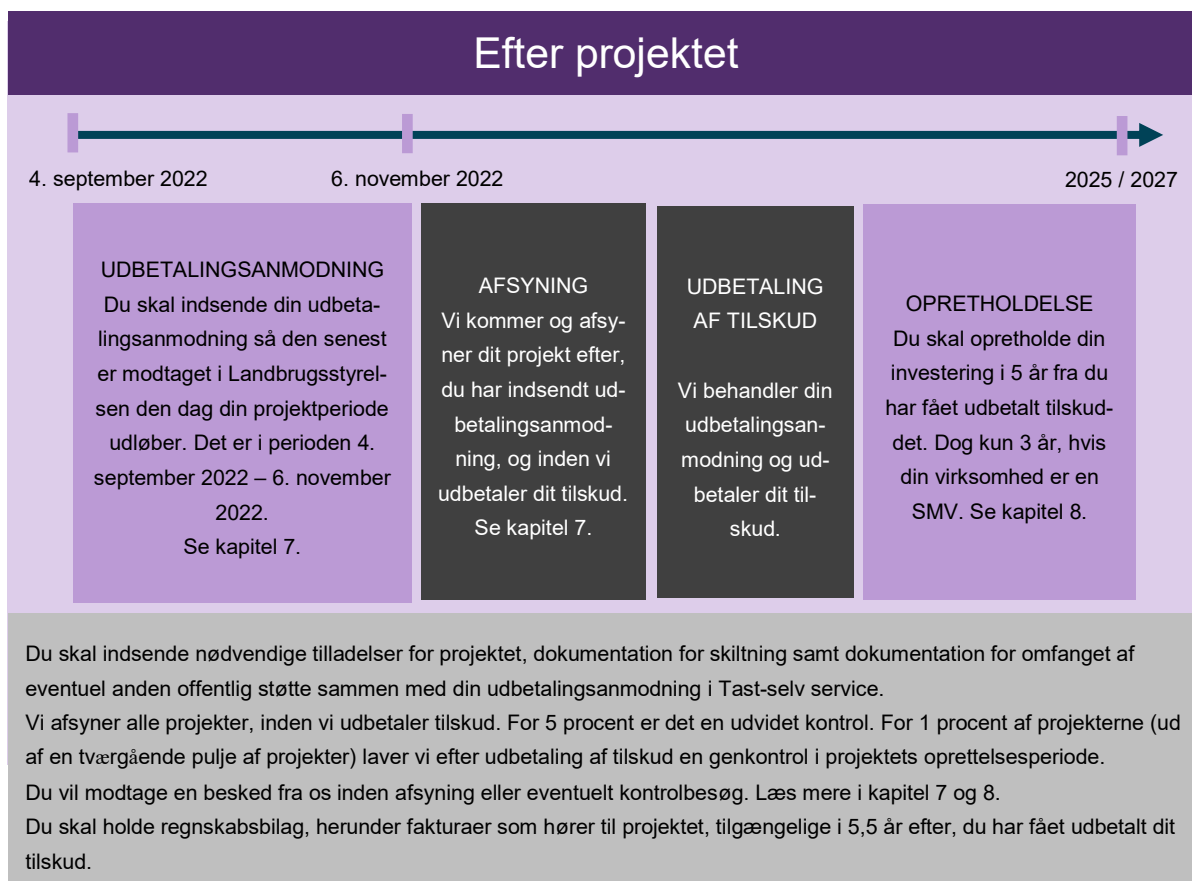 Efter projektet
4. september 2022
6. november 2022
2025 / 2027
UDBETALINGSANMODNING
Du skal indsende din udbeta-
lingsanmodning så den senest
er modtaget i Landbrugsstyrel-
sen den dag din projektperiode
udløber. Det er i perioden 4.
september 2022 – 6. november
2022.
Se kapitel 7.
AFSYNING
Vi kommer og afsy-
ner dit projekt efter,
du har indsendt ud-
betalingsanmod-
ning, og inden vi
udbetaler dit tilskud.
Se kapitel 7.
UDBETALING
AF TILSKUD
Vi behandler din
udbetalingsan-
modning og ud-
betaler dit til-
skud.
OPRETHOLDELSE
Du skal opretholde din
investering i 5 år fra du
har fået udbetalt tilskud-
det. Dog kun 3 år, hvis
din virksomhed er en
SMV. Se kapitel 8.
Du skal indsende nødvendige tilladelser for projektet, dokumentation for skiltning samt dokumentation for omfanget af
eventuel anden offentlig støtte sammen med din udbetalingsanmodning i Tast-selv service.
Vi afsyner alle projekter, inden vi udbetaler tilskud. For 5 procent er det en udvidet kontrol. For 1 procent af projekterne (ud
af en tværgående pulje af projekter) laver vi efter udbetaling af tilskud en genkontrol i projektets oprettelsesperiode.
Du vil modtage en besked fra os inden afsyning eller eventuelt kontrolbesøg. Læs mere i kapitel 7 og 8.
Du skal holde regnskabsbilag, herunder fakturaer som hører til projektet, tilgængelige i 5,5 år efter, du har fået udbetalt dit
tilskud.